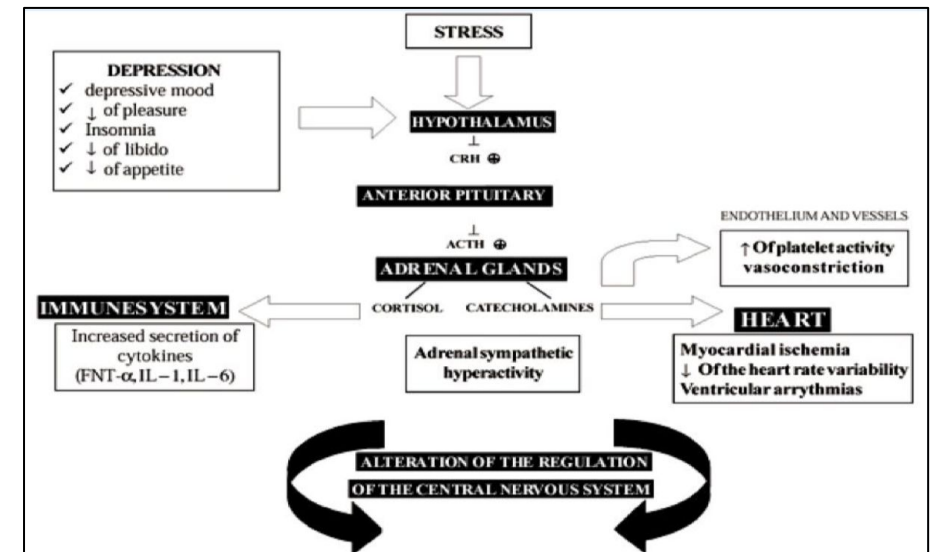 STRESS
DEPRESSION
✓ depressive mood
✓ ↓ of pleasure
✓ Insomnia
✓ ↓ of libido
✓ ↓ of appetite
HYPOTHALAMUS
⊥
CRH ⊕
ANTERIOR PITUITARY
⊥
ACTH ⊕
ADRENAL GLANDS
CORTISOL CATECHOLAMINES
ENDOTHELIUM AND VESSELS
↑ Of platelet activity
vasoconstriction
IMMUNESYSTEM
Increased secretion of
cytokines
(FNT-α, IL-1, IL-6)
Adrenal sympathetic
hyperactivity
HEART
Myocardial ischemia
↓ Of the heart rate variability
Ventricular arrythmias
ALTERATION OF THE REGULATION
OF THE CENTRAL NERVOUS SYSTEM